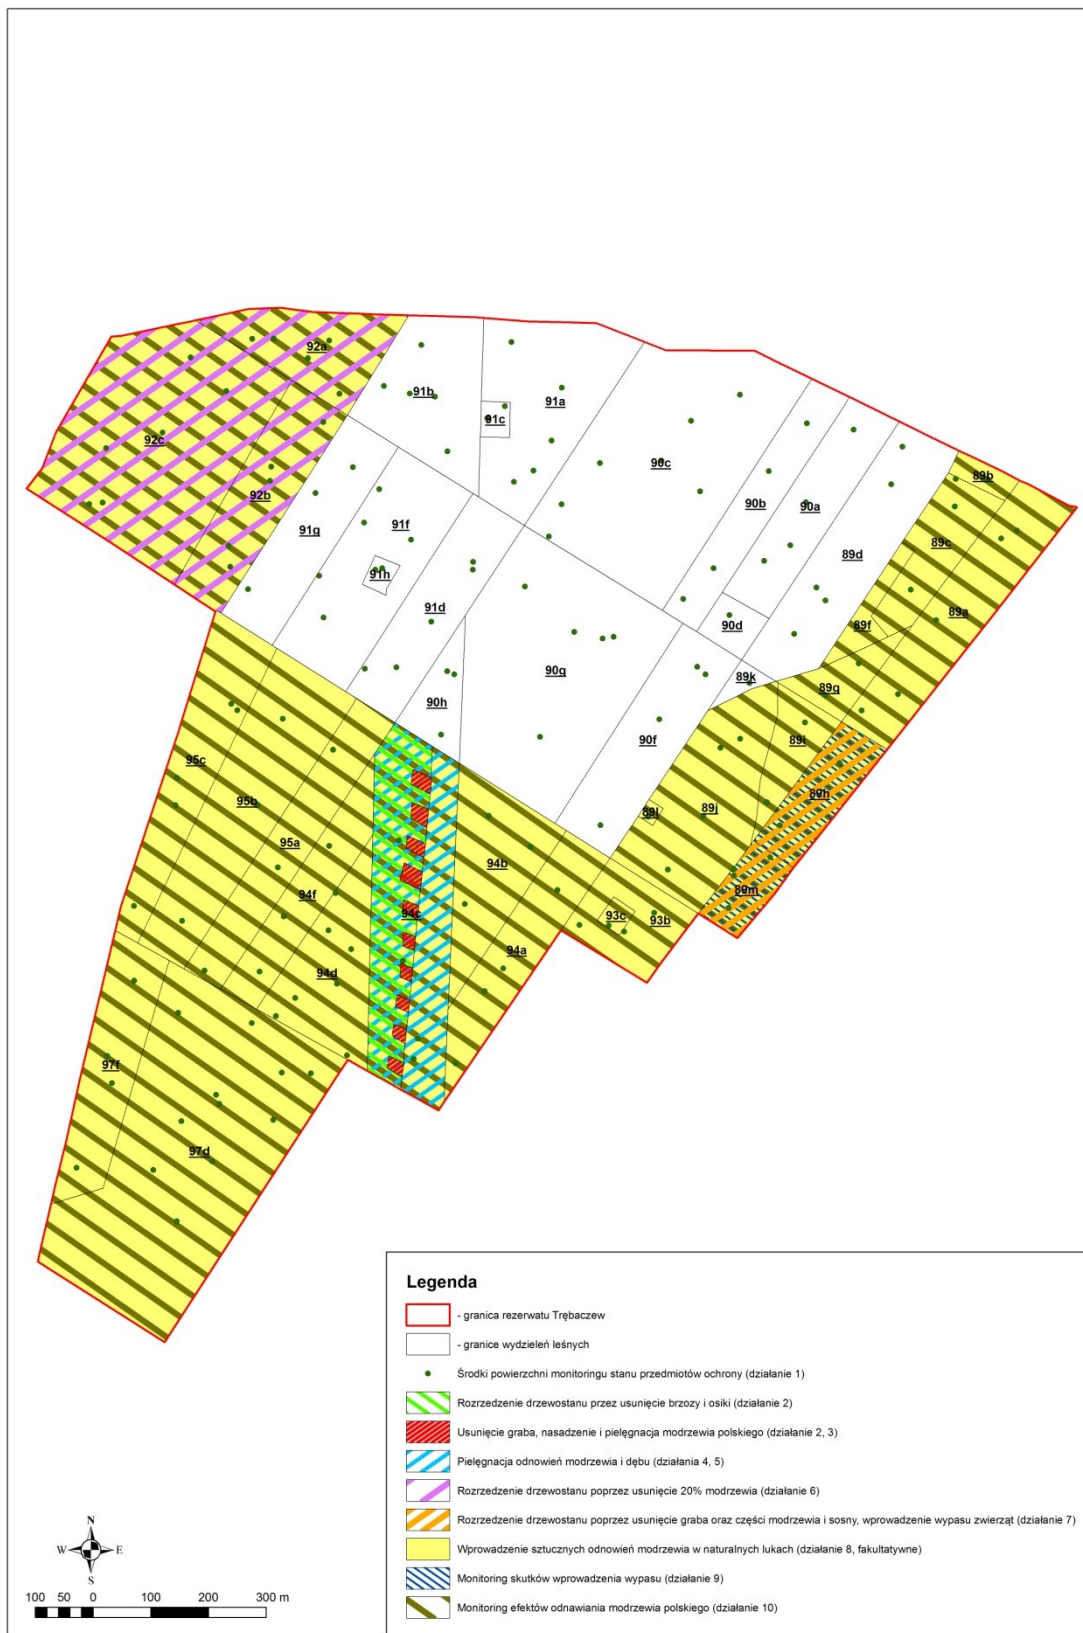 92a
91b
91a
91c
92c
90c
92b
90b
90a
89b
91g
91f
89c
89d
91h
91d
90d
89f
89a
90g
89k
89g
90h
90f
89i
95c
89h
95b
89l
89j
95a
94b
94f
89m
94c
93c
93b
94a
94d
97f
97d
Legenda
- granica rezerwatu Trębaczew
- granice wydzieleń leśnych
Środki powierzchni monitoringu stanu przedmiotów ochrony (działanie 1)
Rozrzedzenie drzewostanu przez usunięcie brzozy i osiki (działanie 2)
Usunięcie graba, nasadzenie i pielęgnacja modrzewia polskiego (działanie 2, 3)
Pielęgnacja odnowień modrzewia i dębu (działania 4, 5)
Rozrzedzenie drzewostanu poprzez usunięcie 20% modrzewia (działanie 6)
Rozrzedzenie drzewostanu poprzez usunięcie graba oraz części modrzewia i sosny, wprowadzenie wypasu zwierząt (działanie 7)
Wprowadzenie sztucznych odnowień modrzewia w naturalnych lukach (działanie 8, fakultatywne)
Monitoring skutków wprowadzenia wypasu (działanie 9)
Monitoring efektów odnawiania modrzewia polskiego (działanie 10)
N
W E
S
100 50 0 100 200 300 m